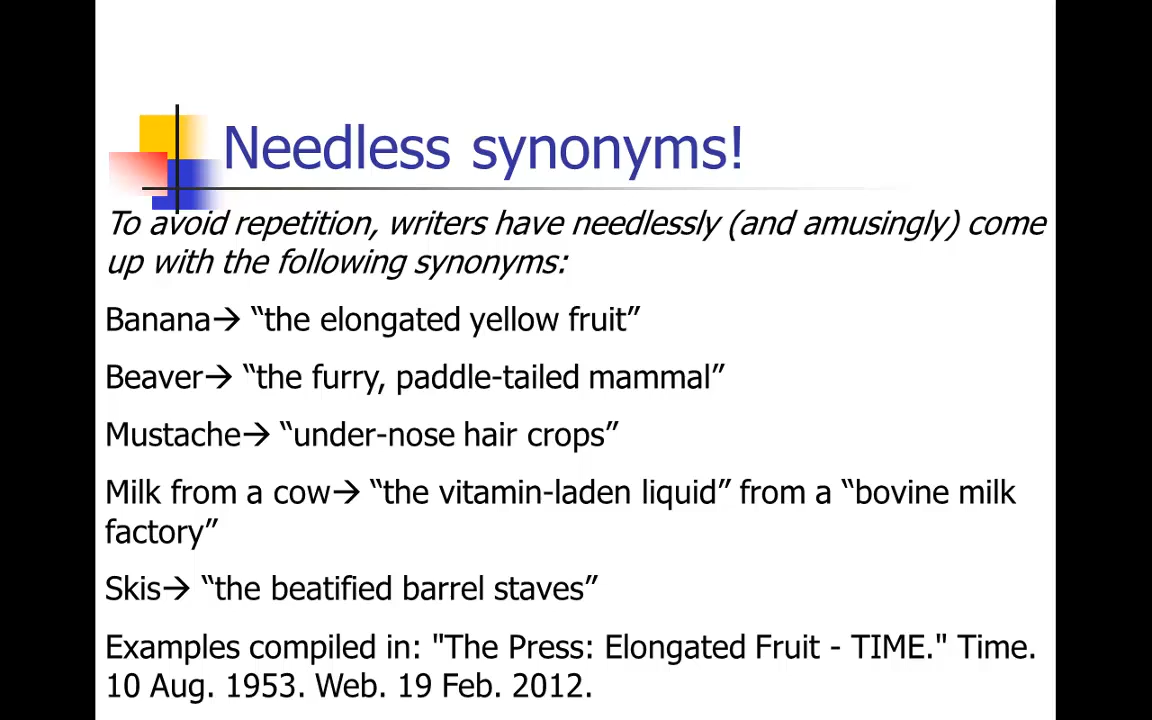 Needless synonyms!
To avoid repetition, writers have needlessly (and amusingly) come
up with the following synonyms:
Banana→ “the elongated yellow fruit”
Beaver→ “the furry, paddle-tailed mammal”
Mustache→ “under-nose hair crops”
Milk from a cow→ “the vitamin-laden liquid” from a “bovine milk
factory”
Skis→ “the beatified barrel staves”
Examples compiled in: "The Press: Elongated Fruit - TIME." Time.
10 Aug. 1953. Web. 19 Feb. 2012.